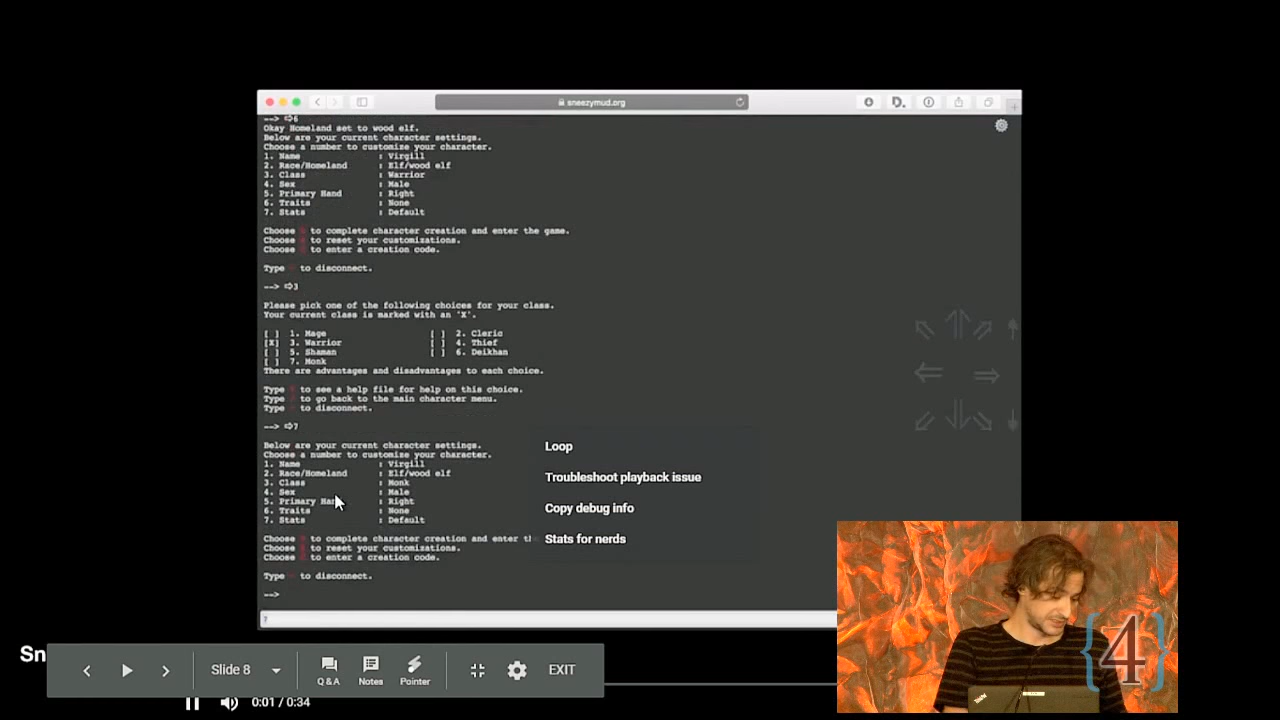 sneezymud.org
--> ⇨6
Okay Homeland set to wood elf.
Below are your current character settings.
Choose a number to customize your character.
1. Name : Virgill
2. Race/Homeland : Elf/wood elf
3. Class : Warrior
4. Sex : Male
5. Primary Hand : Right
6. Traits : None
7. Stats : Default
Choose to complete character creation and enter the game.
Choose to reset your customizations.
Choose to enter a creation code.
Type to disconnect.
--> ⇨3
Please pick one of the following choices for your class.
Your current class is marked with an 'X'.
[ ] 1. Mage [ ] 2. Cleric
[X] 3. Warrior [ ] 4. Thief
[ ] 5. Shaman [ ] 6. Deikhan
[ ] 7. Monk
There are advantages and disadvantages to each choice.
Type to see a help file for help on this choice.
Type to go back to the main character menu.
Type to disconnect.
--> ⇨7
Below are your current character settings.
Choose a number to customize your character.
1. Name : Virgill
2. Race/Homeland : Elf/wood elf
3. Class : Monk
4. Sex : Male
5. Primary Hand : Right
6. Traits : None
7. Stats : Default
Choose to complete character creation and enter th
Choose to reset your customizations.
Choose to enter a creation code.
Type to disconnect.
-->
7
Loop
Troubleshoot playback issue
Copy debug info
Stats for nerds
Sn
Slide 8
Q&A
Notes
Pointer
EXIT
0:01 / 0:34
{4}